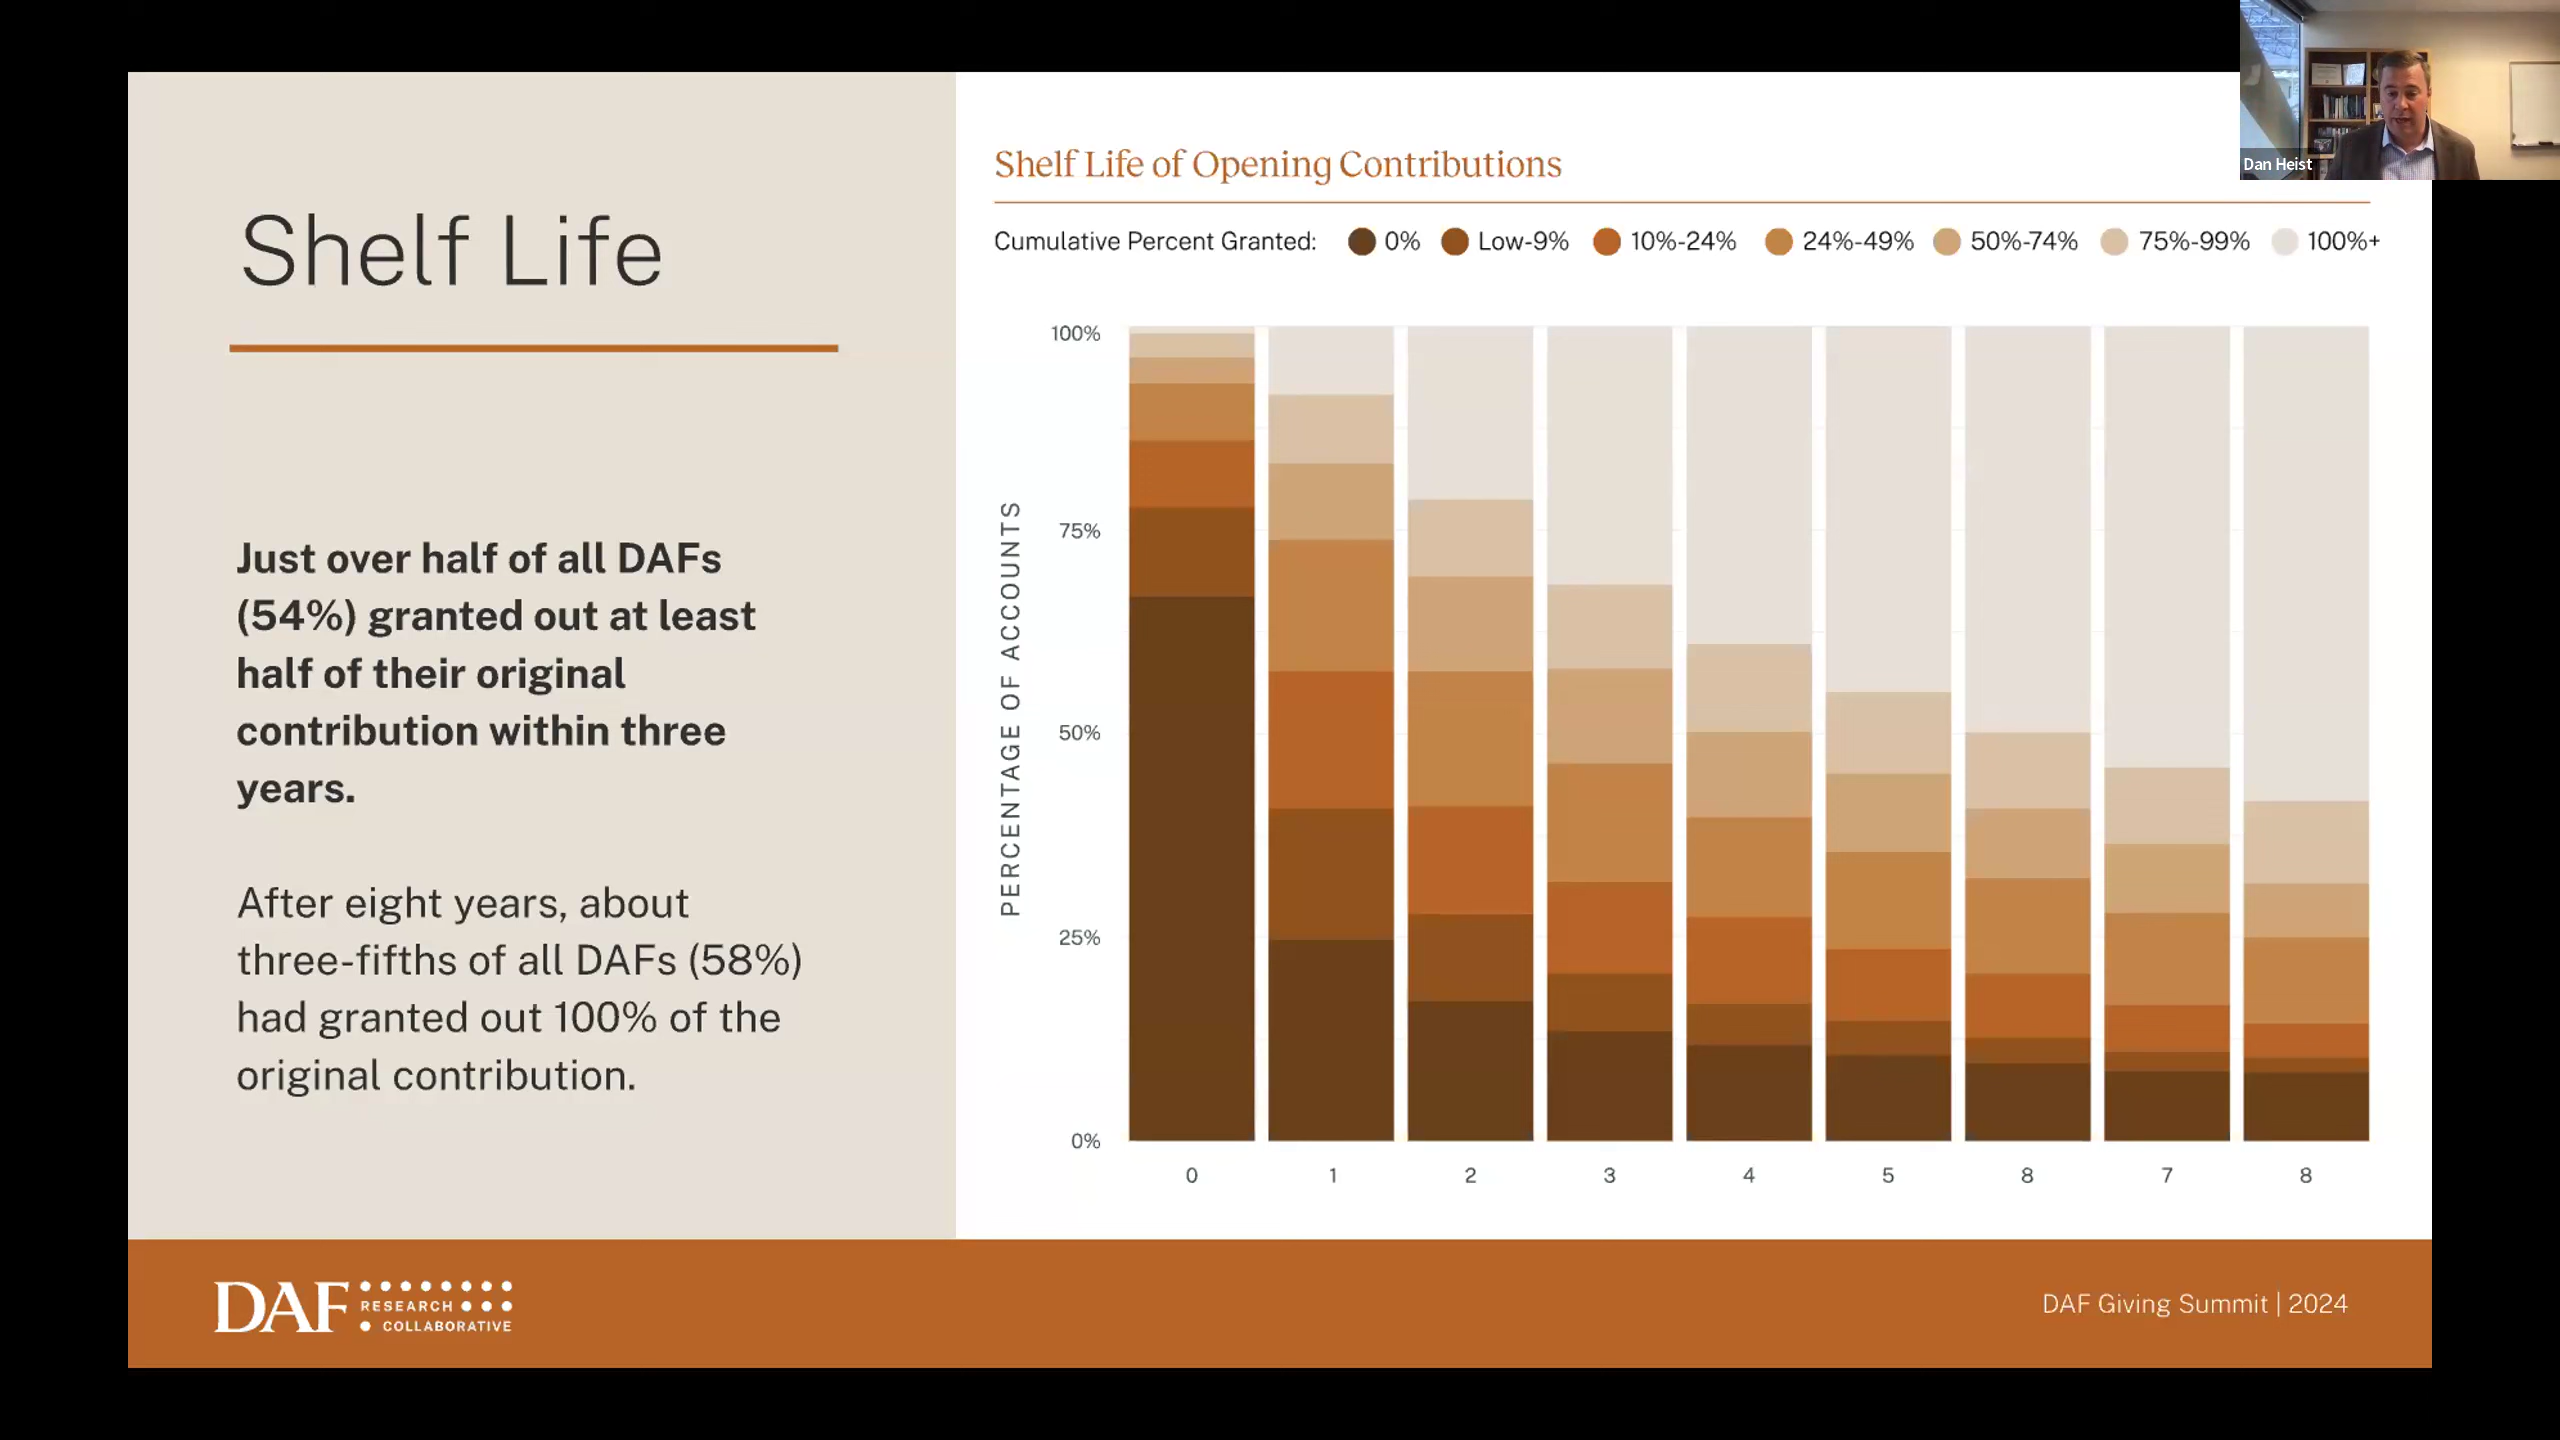 Dan Heist
Shelf Life
Just over half of all DAFs
(54%) granted out at least
half of their original
contribution within three
years.
After eight years, about
three-fifths of all DAFs (58%)
had granted out 100% of the
original contribution.
Shelf Life of Opening Contributions
Cumulative Percent Granted: 0% Low-9% 10%-24% 24%-49% 50%-74% 75%-99% 100%+
PERCENTAGE OF ACCOUNTS
100%
75%
50%
25%
0%
0 1 2 3 4 5 8 7 8
DAF RESEARCH COLLABORATIVE
DAF Giving Summit | 2024